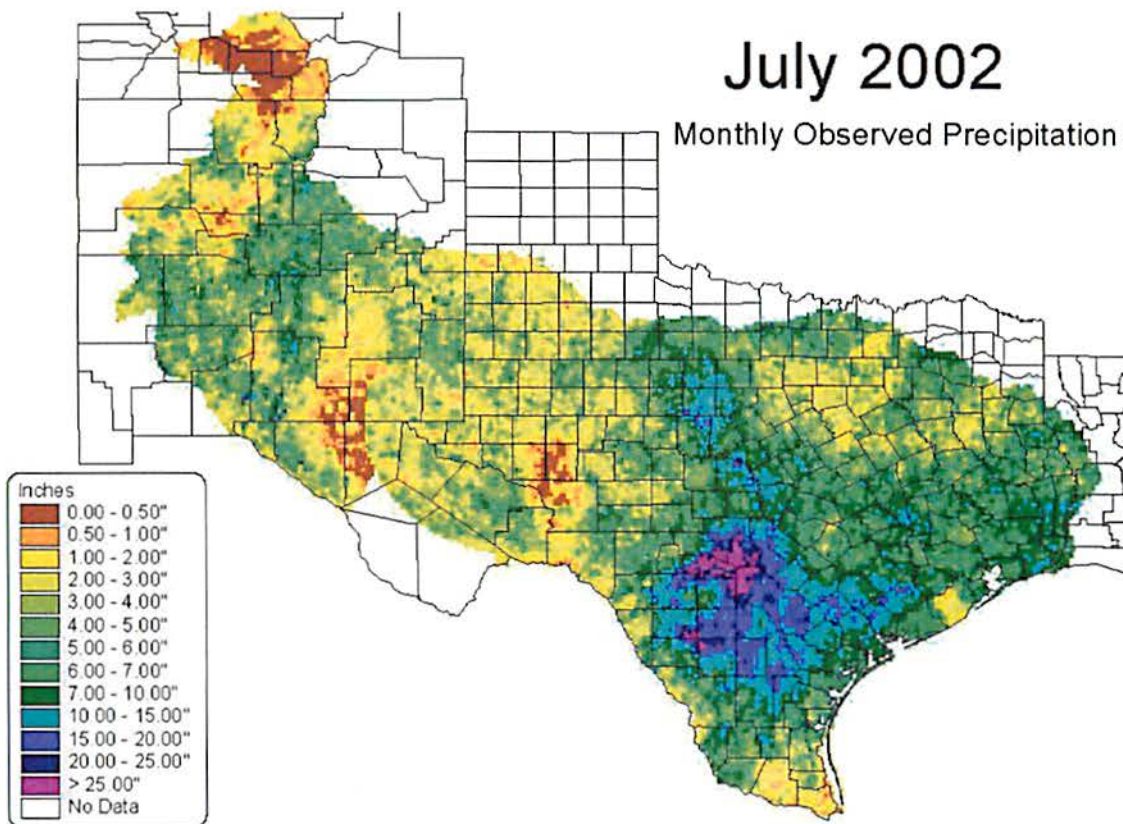 July 2002
Monthly Observed Precipitation
Inches
0.00 - 0.50"
0.50 - 1.00"
1.00 - 2.00"
2.00 - 3.00"
3.00 - 4.00"
4.00 - 5.00"
5.00 - 6.00"
6.00 - 7.00"
7.00 - 10.00"
10.00 - 15.00"
15.00 - 20.00"
20.00 - 25.00"
> 25.00"
No Data